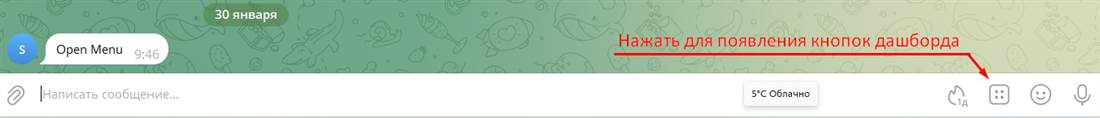 30 января
S
Open Menu 9:46
Нажать для появления кнопок дашборда
Написать сообщение...
5°C Облачно
1д